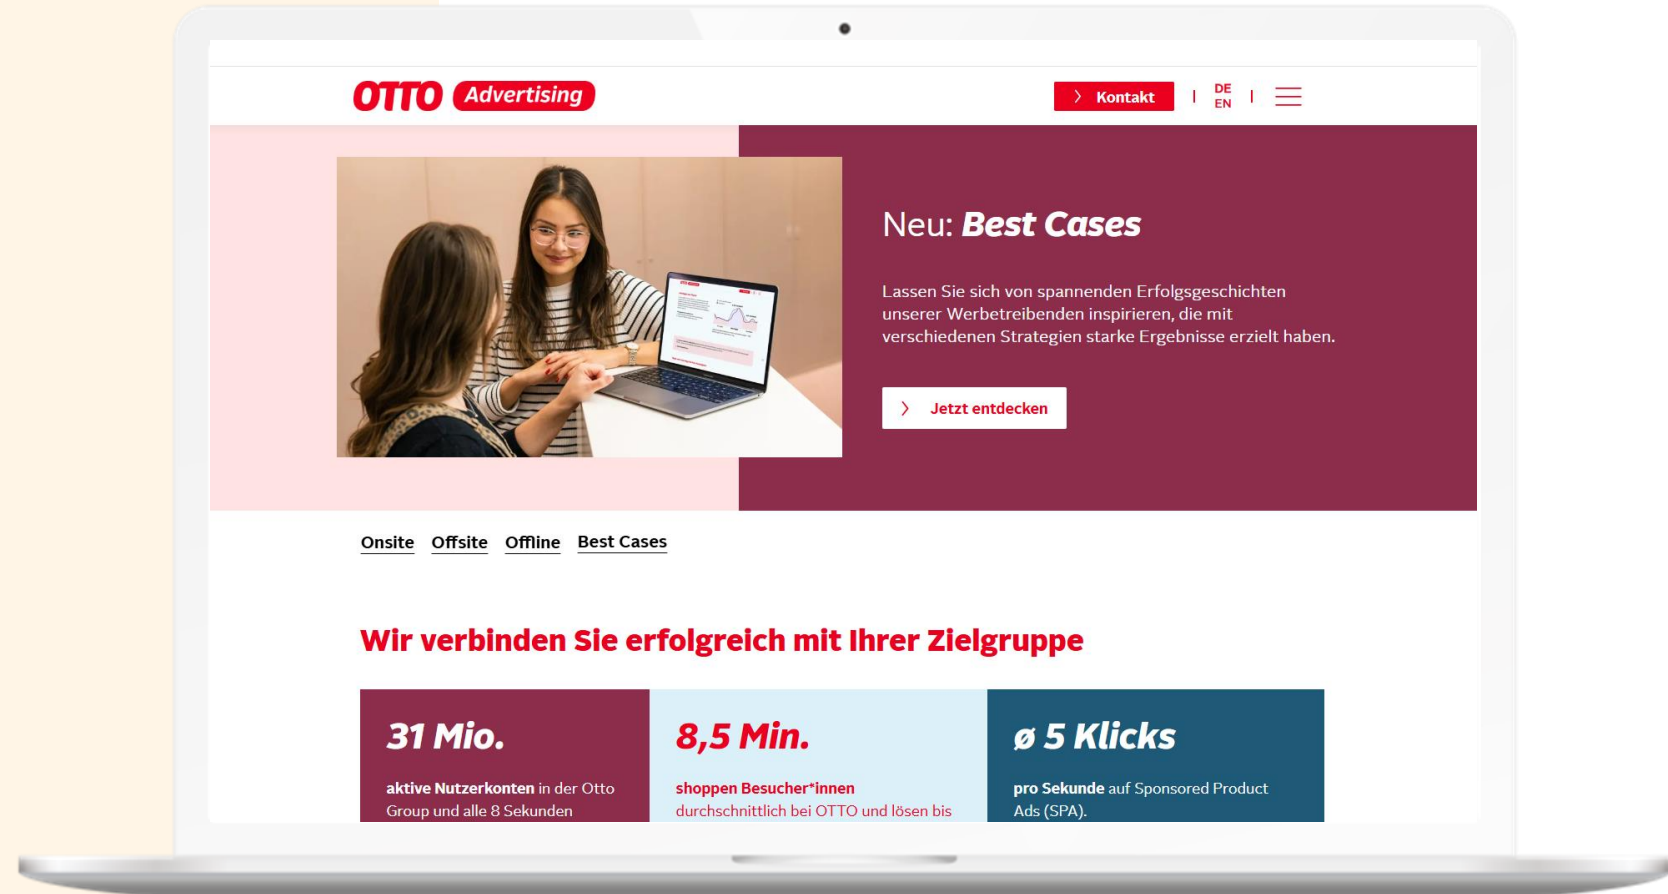 OTTO Advertising
Kontakt
DE
EN
Neu: Best Cases
Lassen Sie sich von spannenden Erfolgsgeschichten
unserer Werbetreibenden inspirieren, die mit
verschiedenen Strategien starke Ergebnisse erzielt haben.
Jetzt entdecken
Onsite Offsite Offline Best Cases
Wir verbinden Sie erfolgreich mit Ihrer Zielgruppe
31 Mio.
aktive Nutzerkonten in der Otto
Group und alle 8 Sekunden
8,5 Min.
shoppen Besucher*innen
durchschnittlich bei OTTO und lösen bis
ø 5 Klicks
pro Sekunde auf Sponsored Product
Ads (SPA).